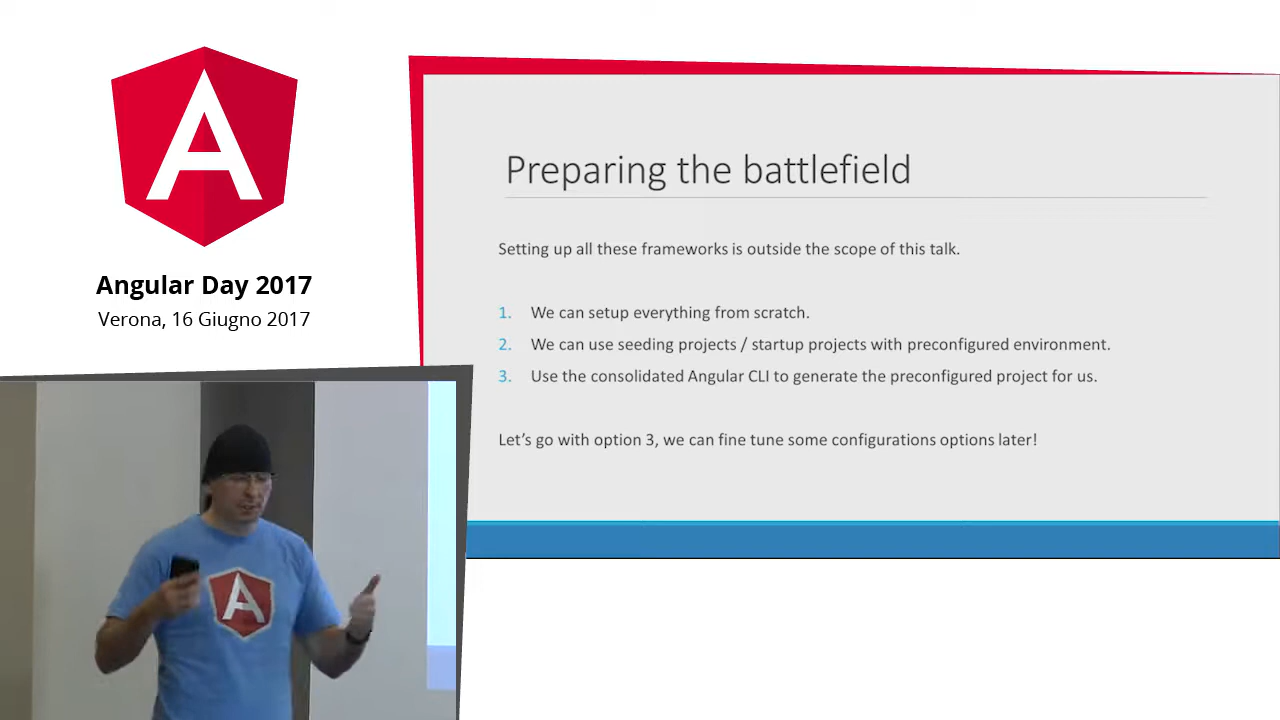 A
Angular Day 2017
Verona, 16 Giugno 2017
Preparing the battlefield
Setting up all these frameworks is outside the scope of this talk.
1. We can setup everything from scratch.
2. We can use seeding projects / startup projects with preconfigured environment.
3. Use the consolidated Angular CLI to generate the preconfigured project for us.
Let's go with option 3, we can fine tune some configurations options later!
A